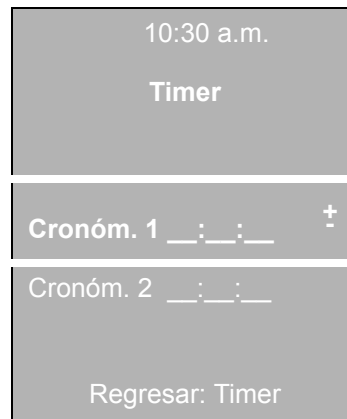 10:30 a.m.
Timer
Cronóm. 1 __:__:__ +
-
Cronóm. 2 __:__:__
Regresar: Timer